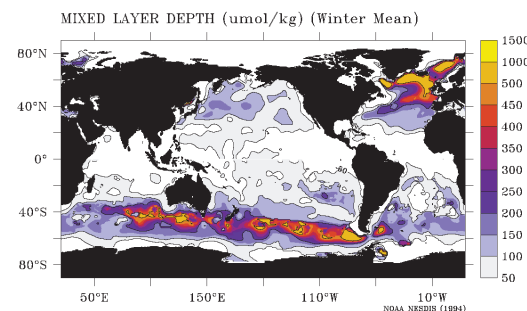 MIXED LAYER DEPTH (umol/kg) (Winter Mean)
80°N
40°N
0°
40°S
80°S
50°E
150°E
110°W
10°W
1500
1000
500
450
400
350
300
250
200
150
100
50
NOAA NESDIS (1994)